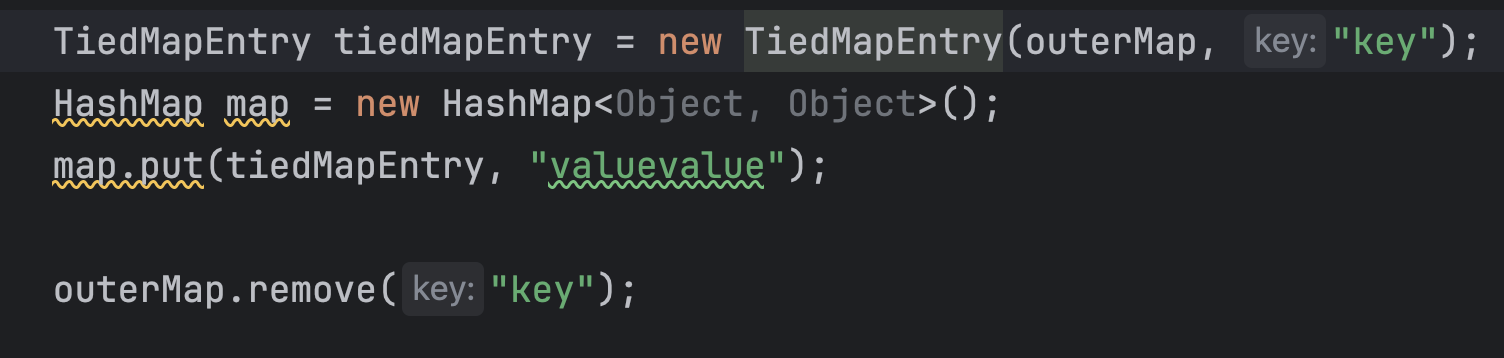 TiedMapEntry tiedMapEntry = new TiedMapEntry(outerMap, key: "key");
HashMap map = new HashMap<Object, Object>();
map.put(tiedMapEntry, "valuevalue");
outerMap.remove( key: "key");